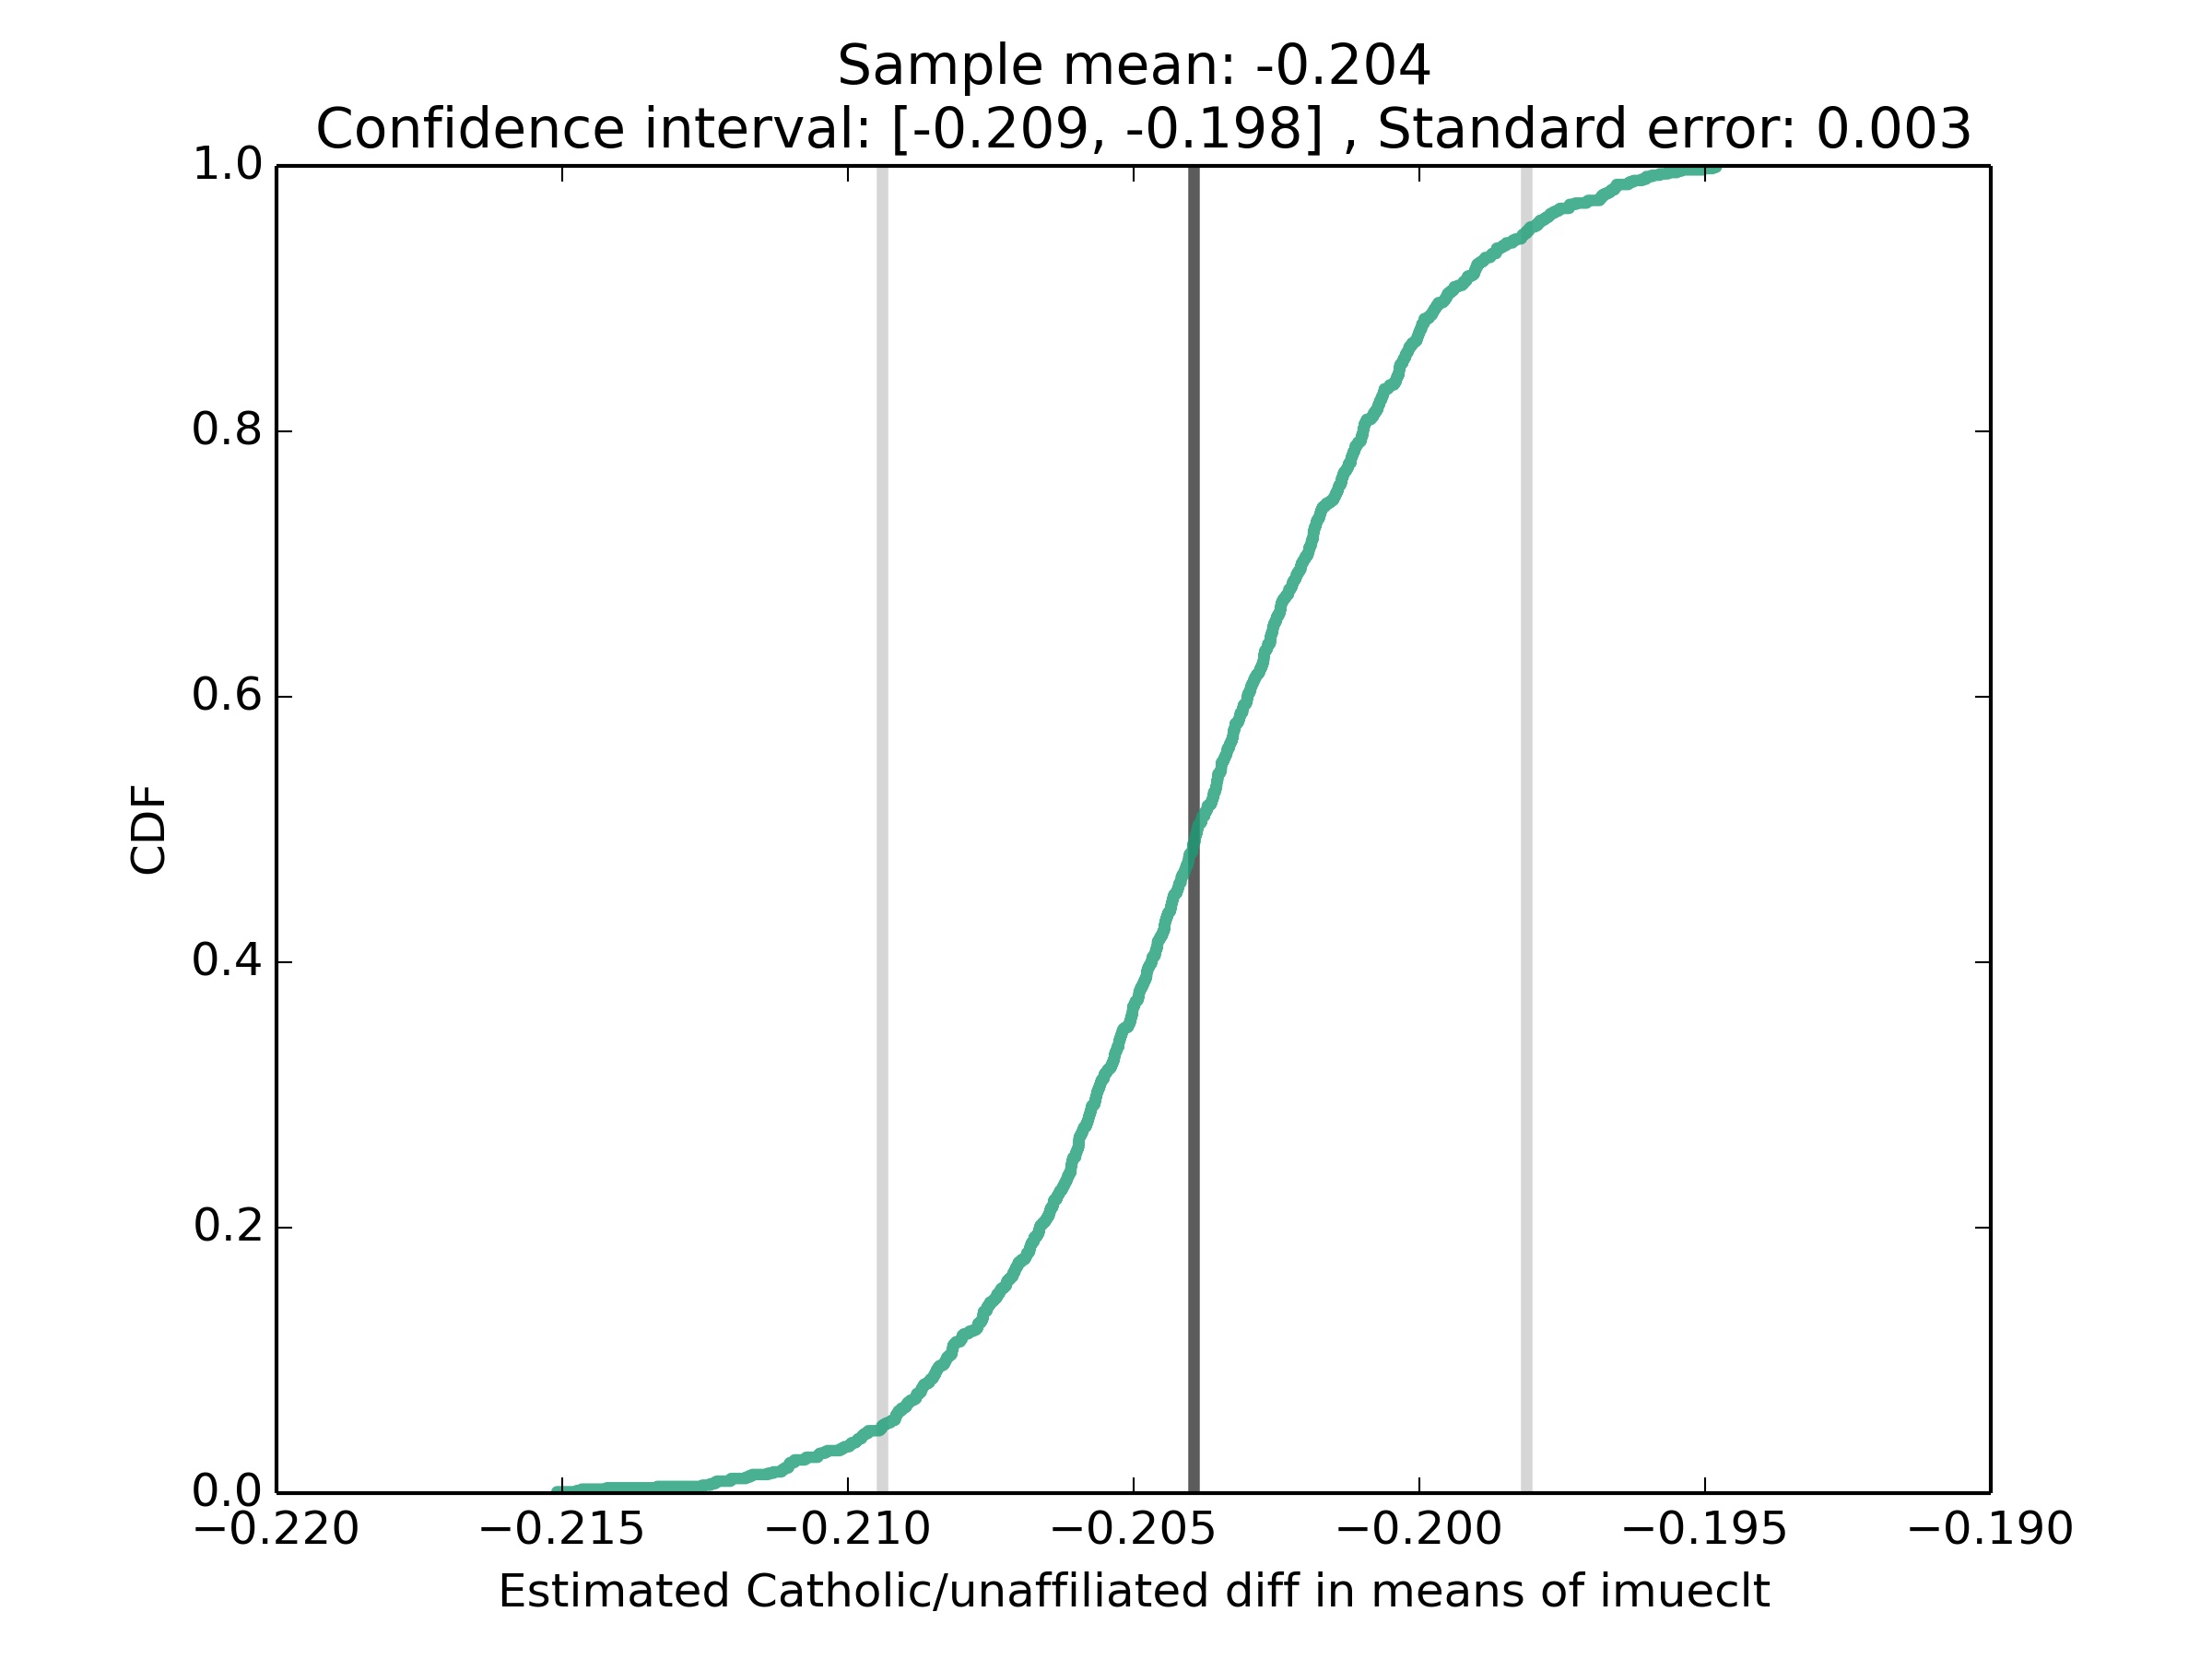 Sample mean: -0.204
Confidence interval: [-0.209, -0.198] , Standard error: 0.003
1.0
0.8
0.6
0.4
0.2
0.0
CDF
−0.220 −0.215 −0.210 −0.205 −0.200 −0.195 −0.190
Estimated Catholic/unaffiliated diff in means of imueclt